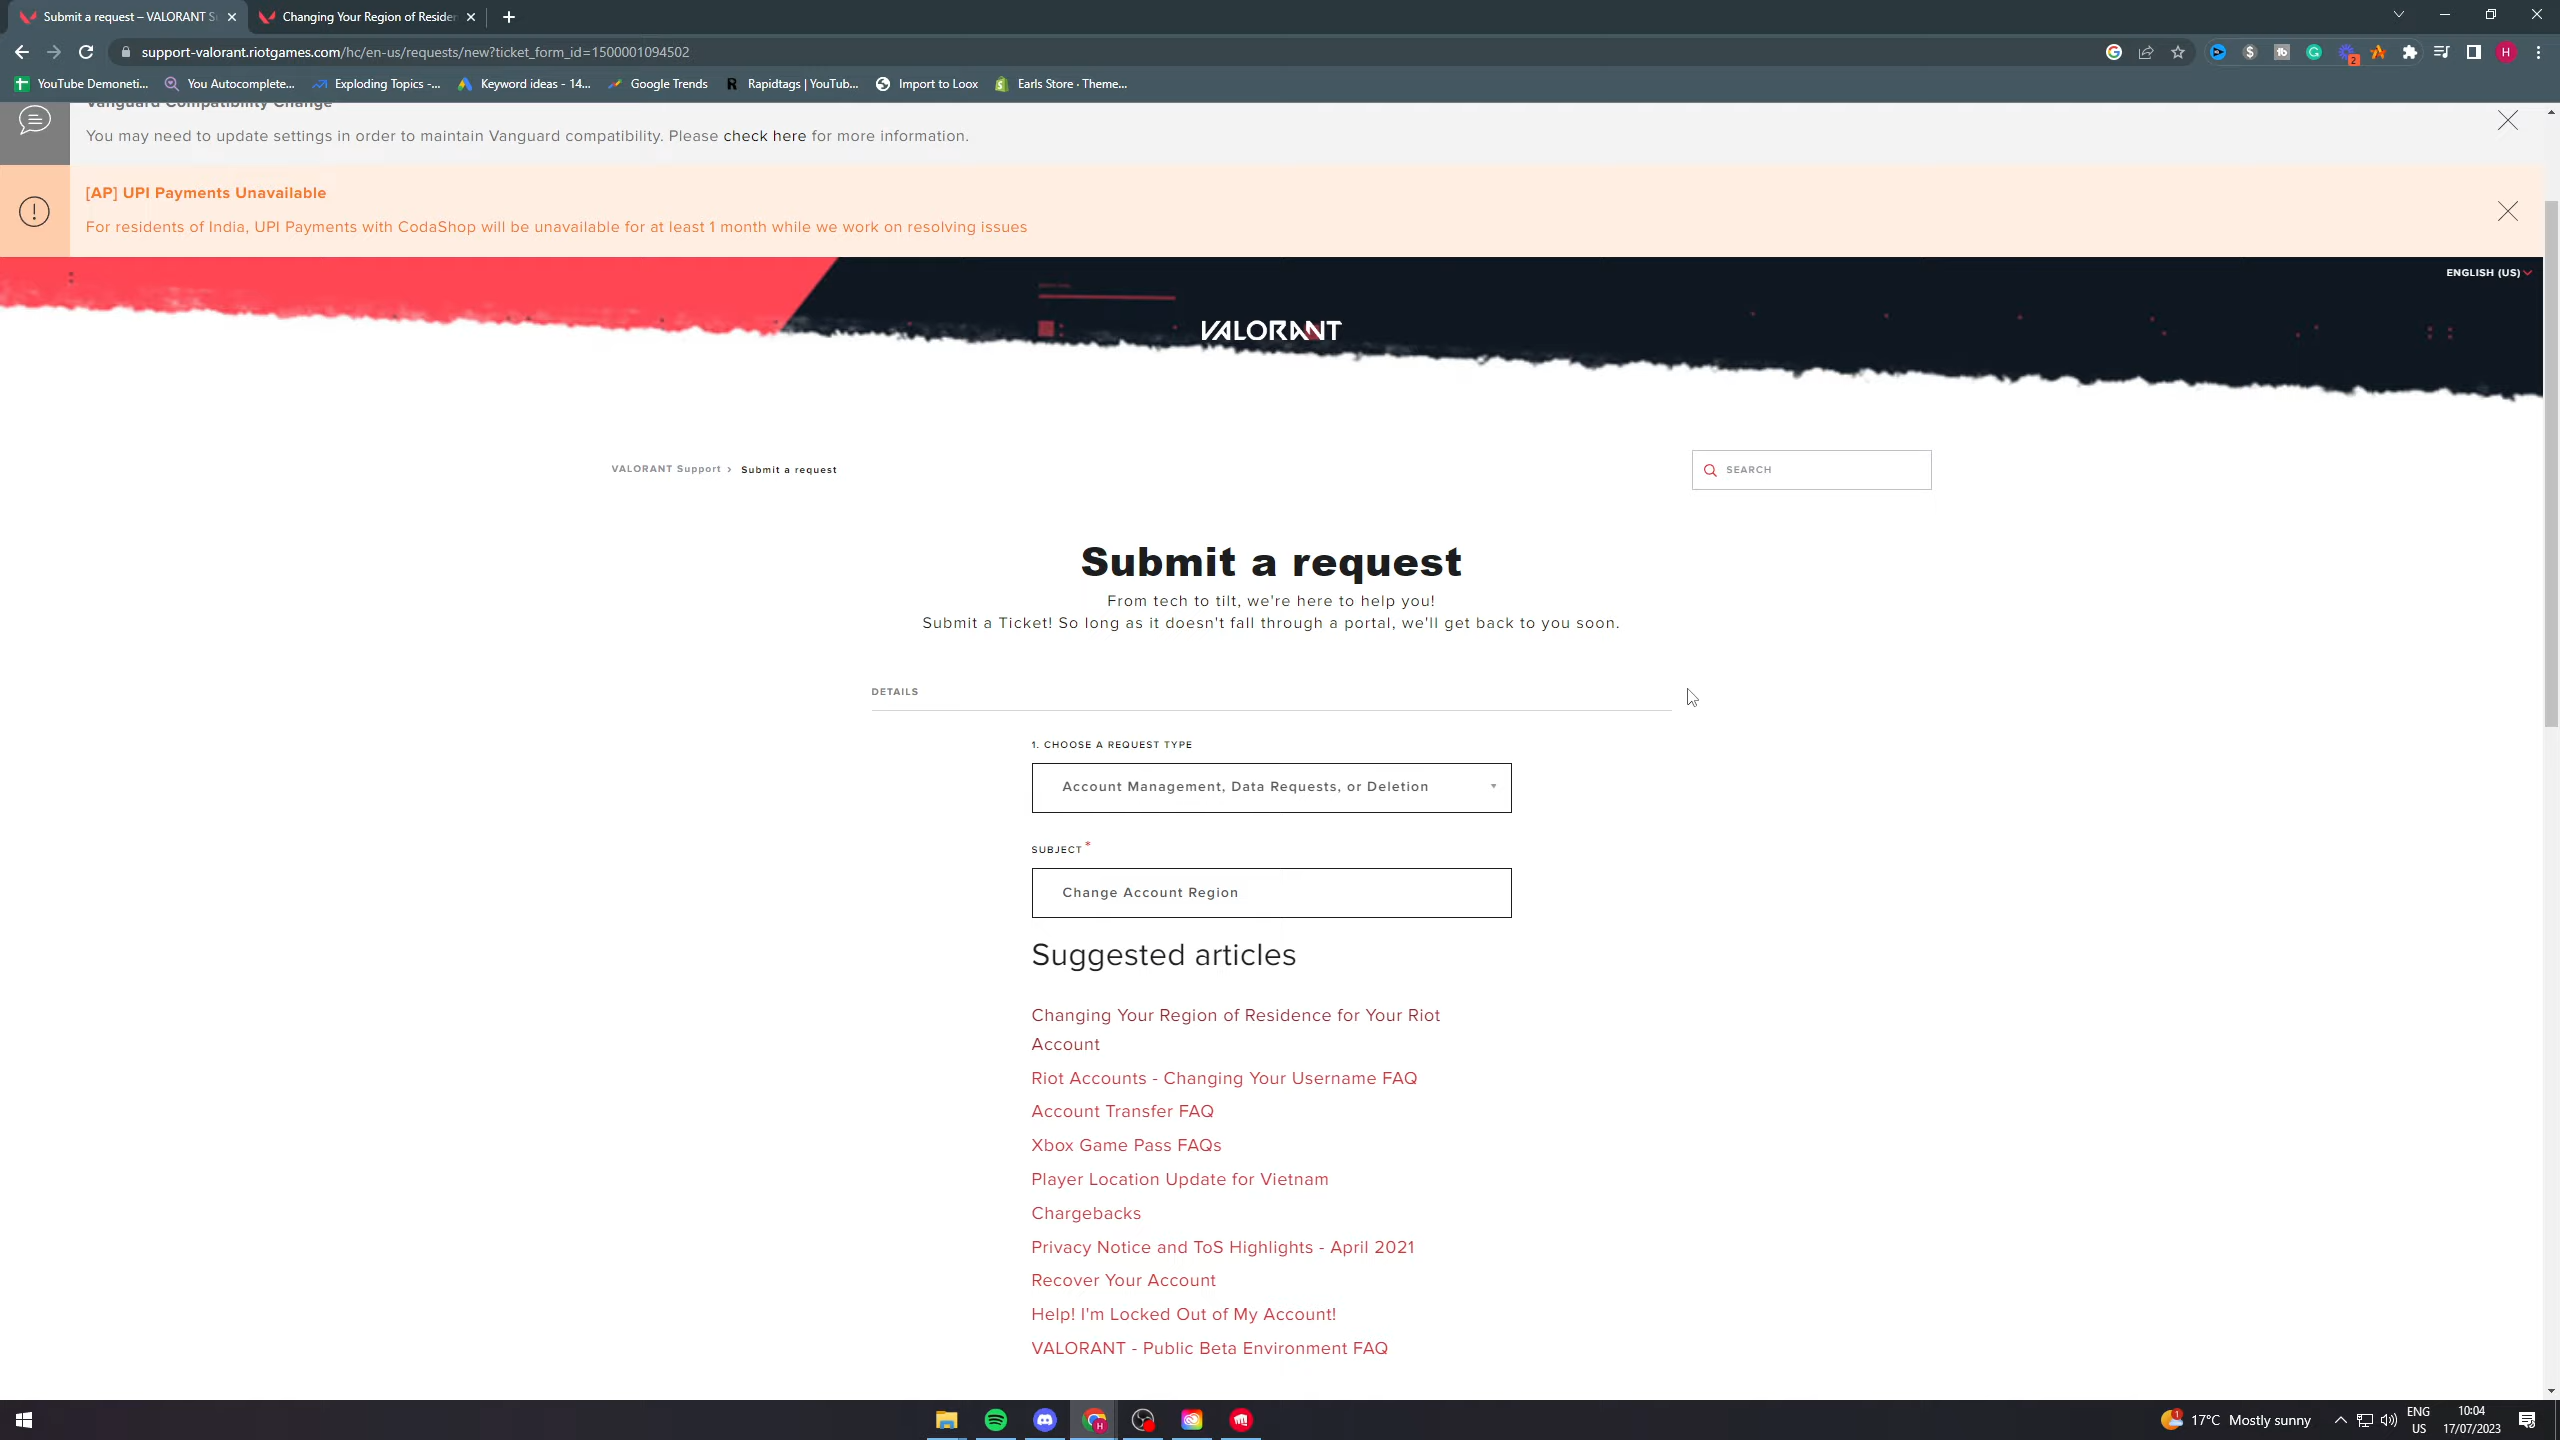 Submit a request – VALORANT S
Changing Your Region of Residen
support-valorant.riotgames.com/hc/en-us/requests/new?ticket_form_id=1500001094502
YouTube Demoneti...
You Autocomplete...
Exploding Topics -...
Keyword ideas - 14...
Google Trends
Rapidtags | YouTub...
Import to Loox
Earls Store · Theme...
Vanguard Compatibility Change
You may need to update settings in order to maintain Vanguard compatibility. Please check here for more information.
[AP] UPI Payments Unavailable
For residents of India, UPI Payments with CodaShop will be unavailable for at least 1 month while we work on resolving issues
ENGLISH (US)
VALORANT
VALORANT Support › Submit a request
SEARCH
Submit a request
From tech to tilt, we're here to help you!
Submit a Ticket! So long as it doesn't fall through a portal, we'll get back to you soon.
DETAILS
1. CHOOSE A REQUEST TYPE
Account Management, Data Requests, or Deletion
SUBJECT *
Change Account Region
Suggested articles
Changing Your Region of Residence for Your Riot
Account
Riot Accounts - Changing Your Username FAQ
Account Transfer FAQ
Xbox Game Pass FAQs
Player Location Update for Vietnam
Chargebacks
Privacy Notice and ToS Highlights - April 2021
Recover Your Account
Help! I'm Locked Out of My Account!
VALORANT - Public Beta Environment FAQ
17°C Mostly sunny
ENG
US
10:04
17/07/2023